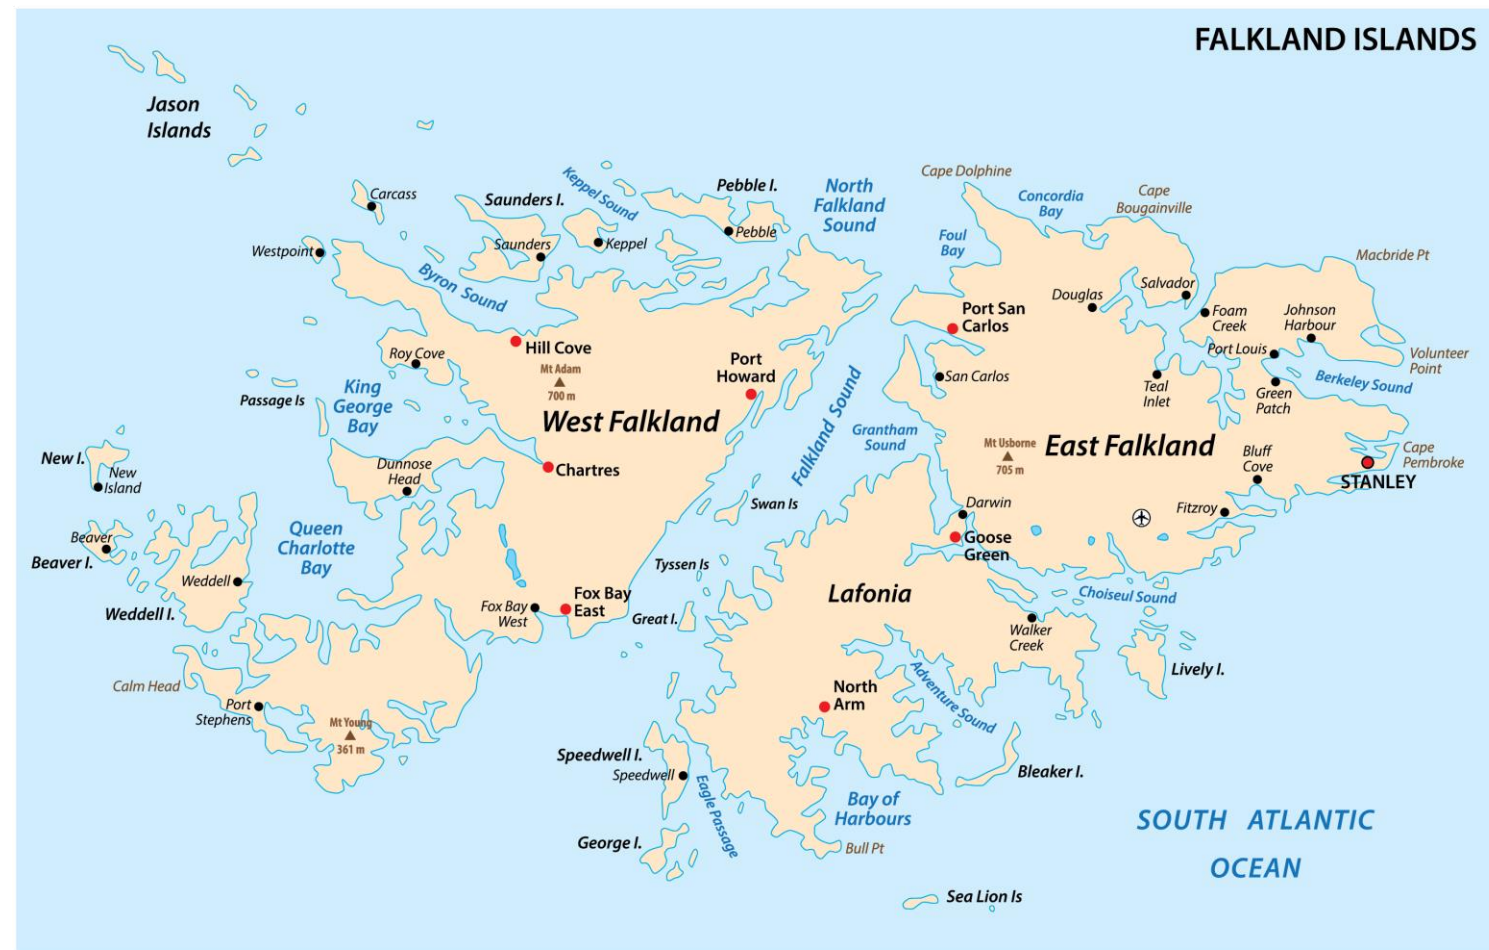 FALKLAND ISLANDS
Jason
Islands
Carcass
Westpoint
Saunders I.
Saunders
Keppel Sound
Keppel
Pebble I.
Pebble
North
Falkland
Sound
Cape Dolphine
Concordia
Bay
Cape
Bougainville
Foul
Bay
Macbride Pt
Byron Sound
Douglas
Salvador
Port San
Carlos
Foam
Creek
Johnson
Harbour
Hill Cove
Roy Cove
Mt Adam
700 m
Port
Howard
San Carlos
Port Louis
Volunteer
Point
Berkeley Sound
Teal
Inlet
Green
Patch
Passage Is
King
George
Bay
West Falkland
Falkland Sound
Grantham
Sound
Mt Usborne
705 m
East Falkland
Bluff
Cove
Cape
Pembroke
STANLEY
New I.
New
Island
Dunnose
Head
Chartres
Swan Is
Darwin
Fitzroy
Goose
Green
Beaver
Beaver I.
Queen
Charlotte
Bay
Weddell
Weddell I.
Tyssen Is
Fox Bay
West
Fox Bay
East
Great I.
Lafonia
Choiseul Sound
Walker
Creek
Lively I.
Calm Head
Port
Stephens
Mt Young
361 m
North
Arm
Adventure Sound
Speedwell I.
Speedwell
Eagle Passage
Bleaker I.
Bay of
Harbours
George I.
Bull Pt
SOUTH ATLANTIC
OCEAN
Sea Lion Is